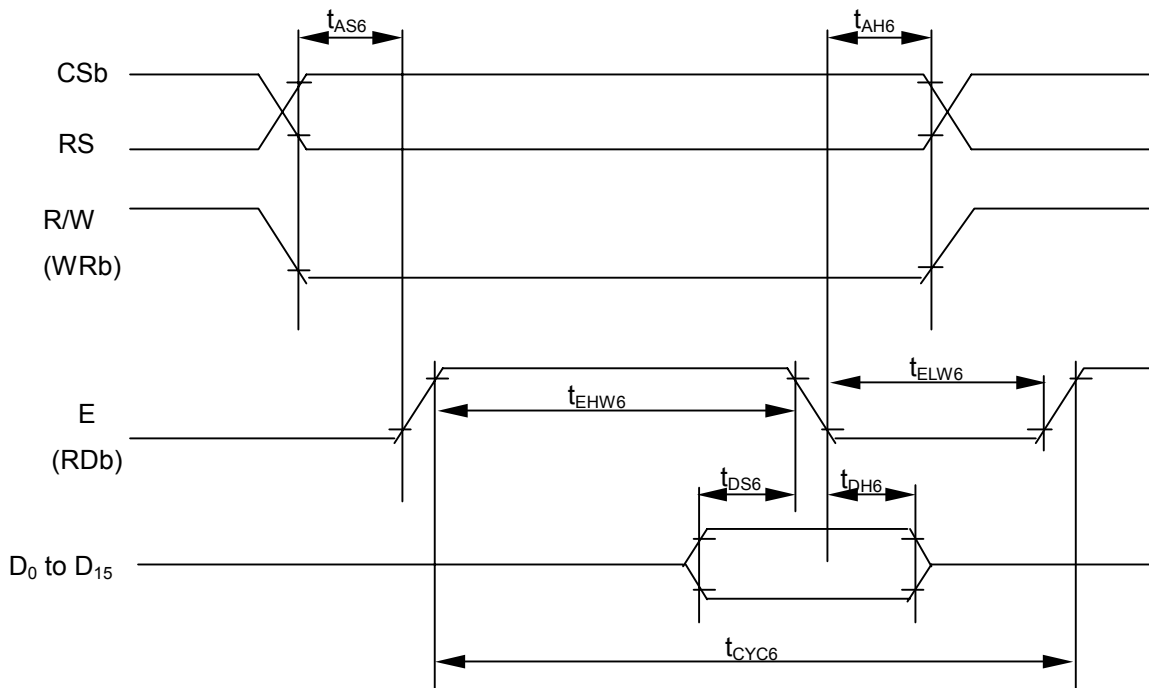 tAS6 tAH6
CSb
RS
R/W
(WRb)
tELW6
tEHW6
E
(RDb)
tDS6 tDH6
D0 to D15
tCYC6